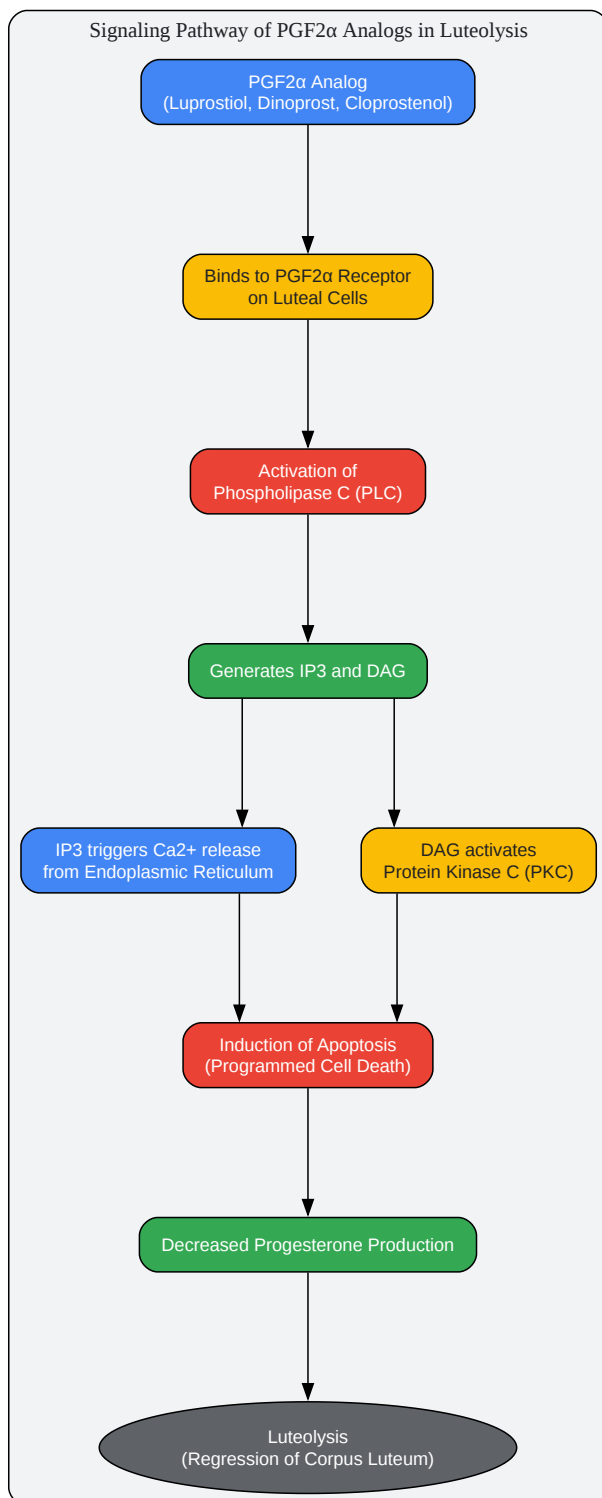 Signaling Pathway of PGF2α Analogs in Luteolysis
PGF2α Analog
(Luprostiol, Dinoprost, Cloprostenol)
Binds to PGF2α Receptor
on Luteal Cells
Activation of
Phospholipase C (PLC)
Generates IP3 and DAG
IP3 triggers Ca2+ release
from Endoplasmic Reticulum
DAG activates
Protein Kinase C (PKC)
Induction of Apoptosis
(Programmed Cell Death)
Decreased Progesterone Production
Luteolysis
(Regression of Corpus Luteum)